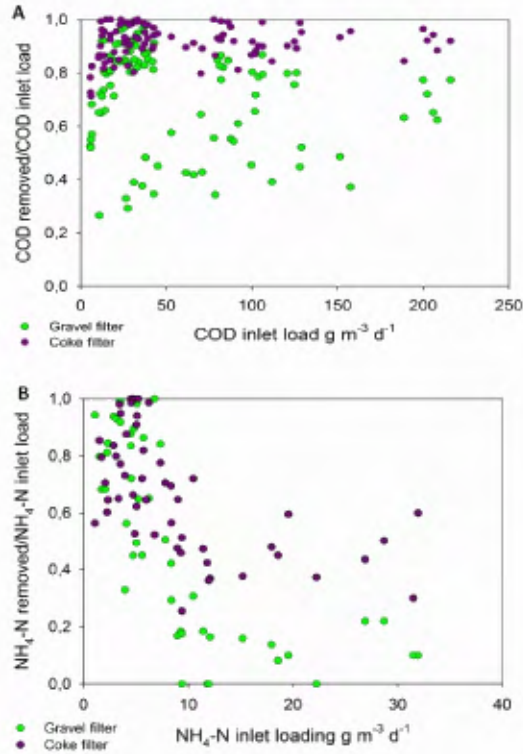 A
COD removed/COD inlet load
1,0
0,8
0,6
0,4
0,2
0,0
0 50 100 150 200 250
COD inlet load g m⁻³ d⁻¹
Gravel filter
Coke filter
B
NH₄-N removed/NH₄-N inlet load
1,0
0,8
0,6
0,4
0,2
0,0
0 10 20 30 40
NH₄-N inlet loading g m⁻³ d⁻¹
Gravel filter
Coke filter